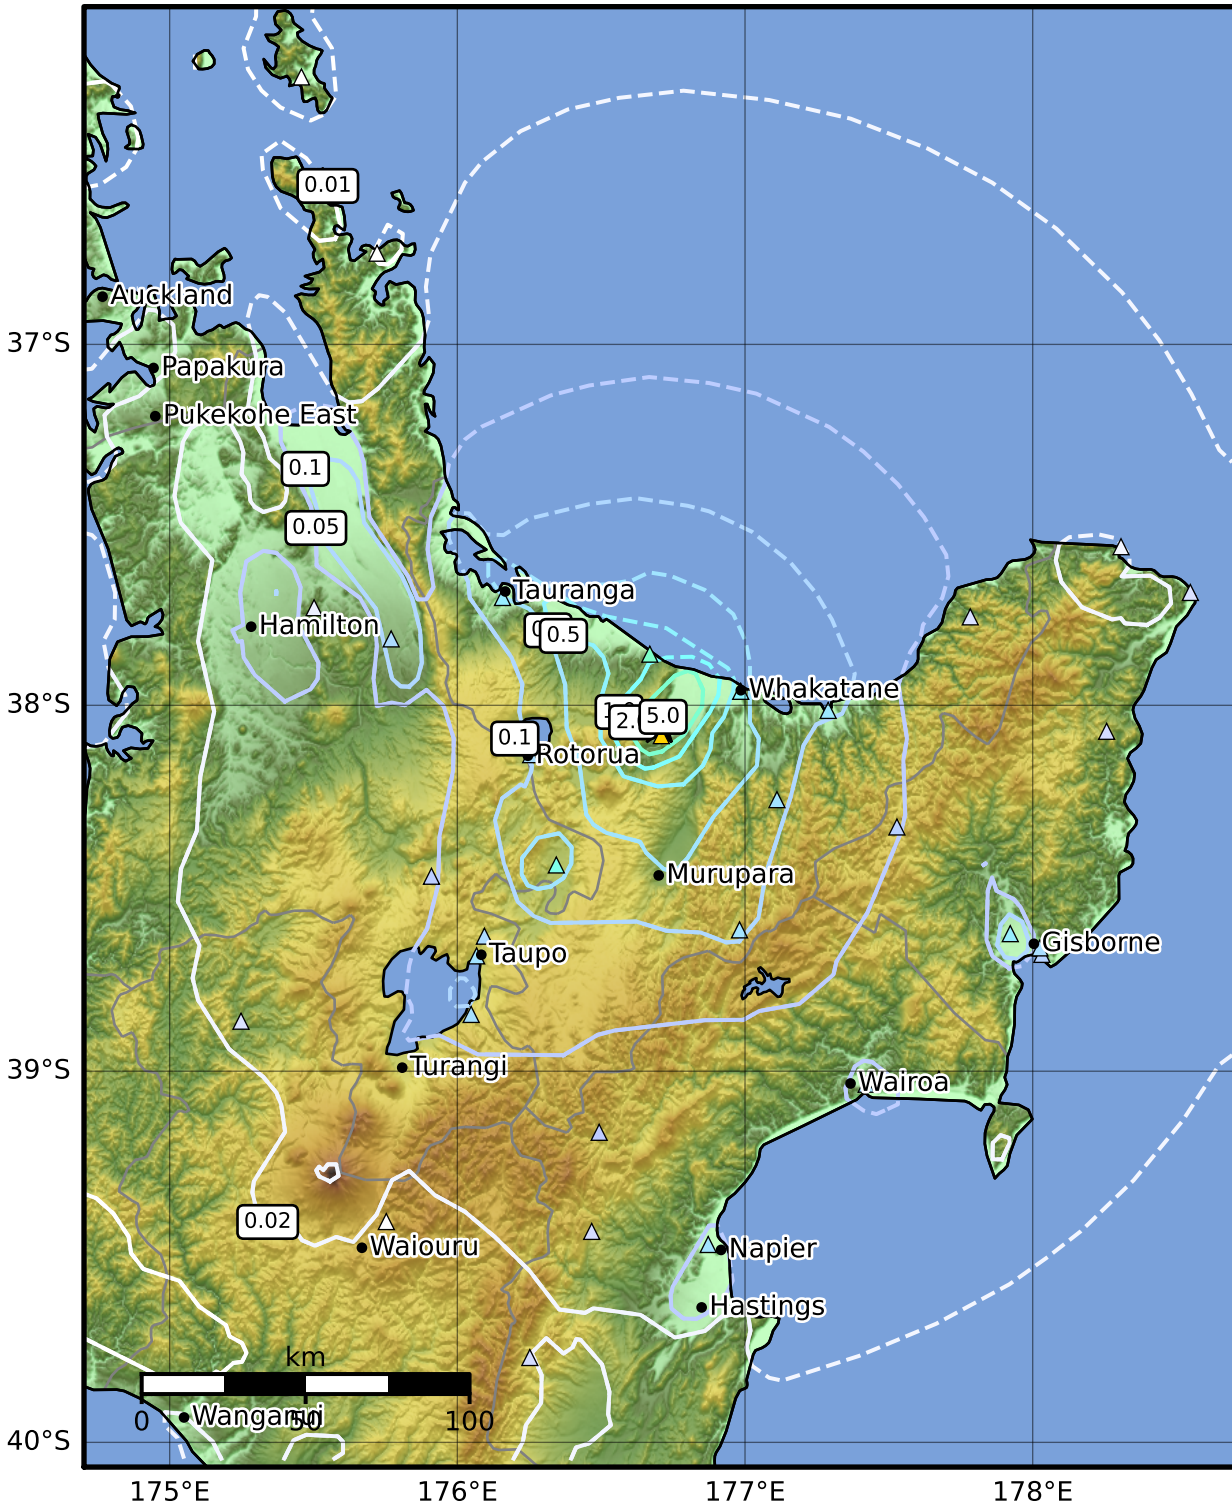 0.01
Auckland
37°S
Papakura
Pukekohe East
0.1
0.05
Tauranga
Hamilton
0.5
Whakatane
38°S
5.0
0.1
Rotorua
Murupara
Gisborne
Taupo
Turangi
39°S
Wairoa
0.02
Waiouru
Napier
Hastings
km
0 50 100
Wanganui
40°S
175°E 176°E 177°E 178°E